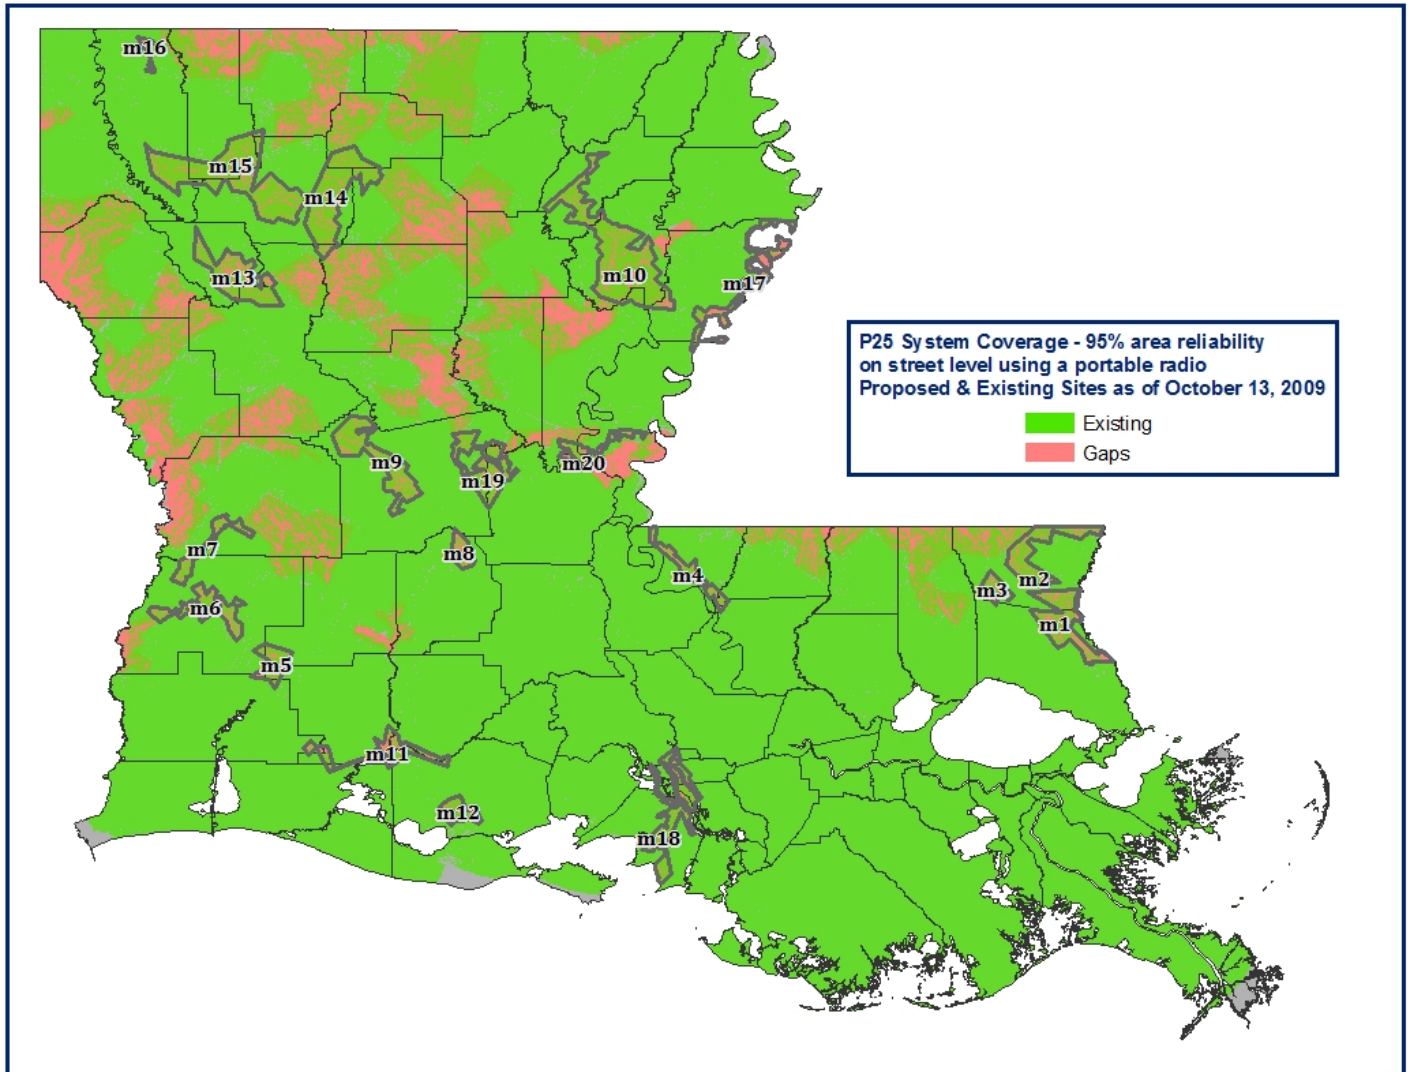 m16
m15
m14
m13
m10
m17
P25 System Coverage - 95% area reliability
on street level using a portable radio
Proposed & Existing Sites as of October 13, 2009
Existing
Gaps
m9
m19
m20
m7
m8
m4
m3
m2
m6
m1
m5
m11
m12
m18